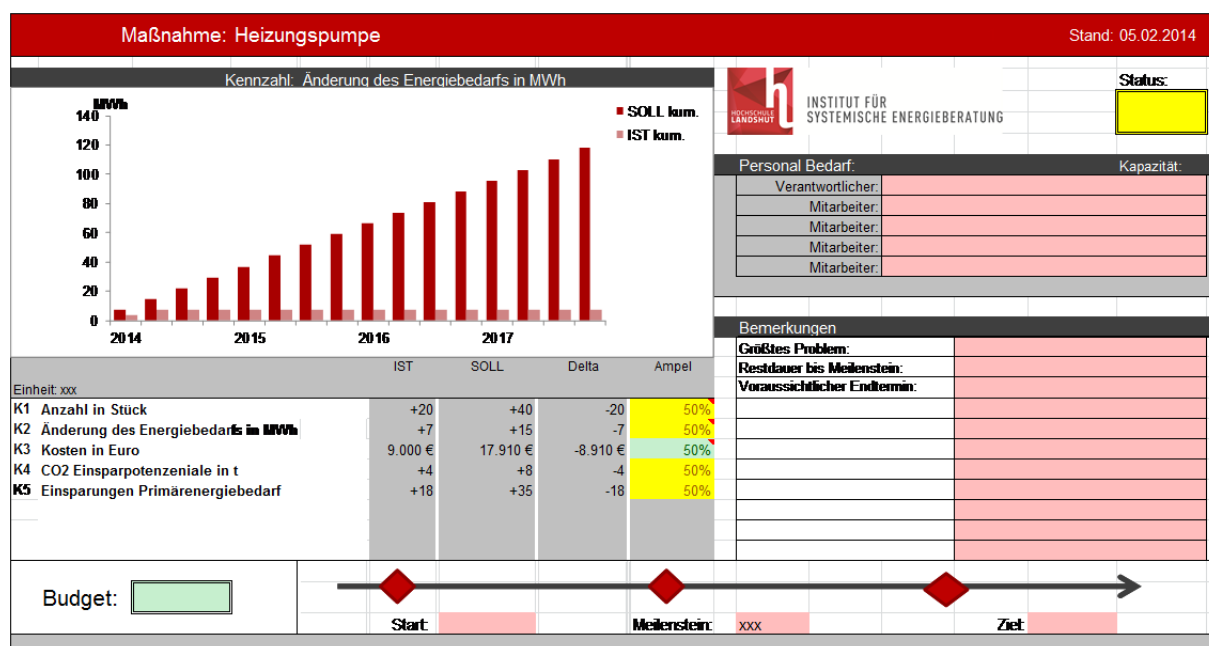 Maßnahme: Heizungspumpe
Stand: 05.02.2014
Kennzahl: Änderung des Energiebedarfs in MWh
MWh
140
120
100
80
60
40
20
0
2014 2015 2016 2017
SOLL kum.
IST kum.
h
HOCHSCHULE
LANDSHUT
INSTITUT FÜR
SYSTEMISCHE ENERGIEBERATUNG
Status:
Personal Bedarf: Kapazität:
Verantwortlicher:
Mitarbeiter:
Mitarbeiter:
Mitarbeiter:
Mitarbeiter:
Bemerkungen
Größtes Problem:
Restdauer bis Meilenstein:
Voraussichtlicher Endtermin:
IST SOLL Delta Ampel
Einheit: xxx
K1 Anzahl in Stück +20 +40 -20 50%
K2 Änderung des Energiebedarfs in MWh +7 +15 -7 50%
K3 Kosten in Euro 9.000 € 17.910 € -8.910 € 50%
K4 CO2 Einsparpotenzeniale in t +4 +8 -4 50%
K5 Einsparungen Primärenergiebedarf +18 +35 -18 50%
Budget:
Start: Meilenstein: xxx Ziel: